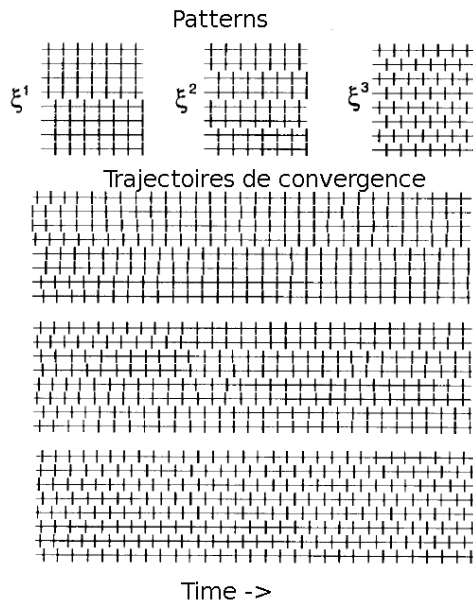 Patterns
ξ¹ ξ² ξ³
Trajectoires de convergence
Time ->